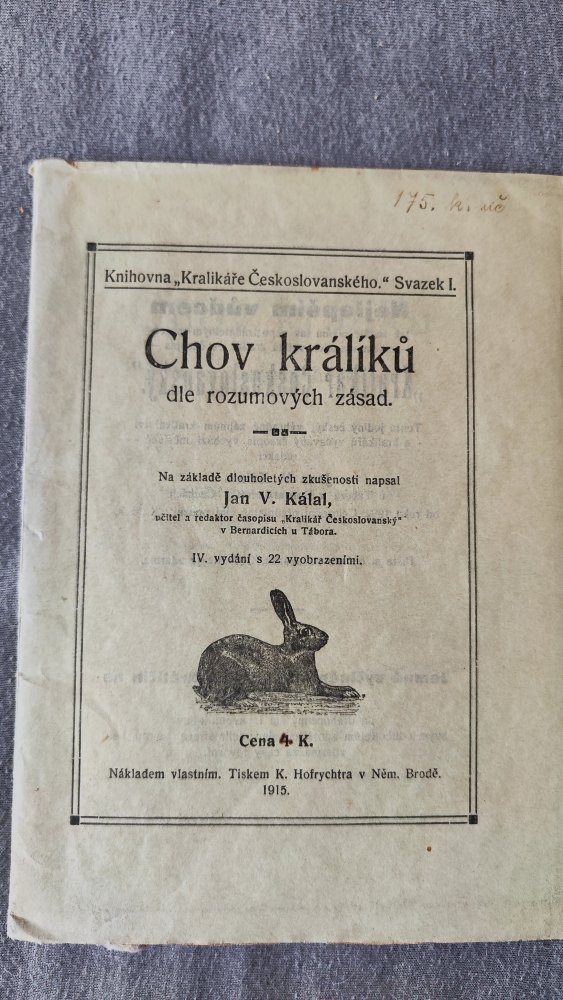 175. k. uč
Knihovna „Kralikáře Českoslovanského.“ Svazek I.
Chov králíků
dle rozumových zásad.
Na základě dlouholetých zkušeností napsal
Jan V. Kálal,
učitel a redaktor časopisu „Kralikář Českoslovanský“
v Bernardicích u Tábora.
IV. vydání s 22 vyobrazeními.
Cena 4 K.
Nákladem vlastním. Tiskem K. Hofrychtra v Něm. Brodě.
1915.